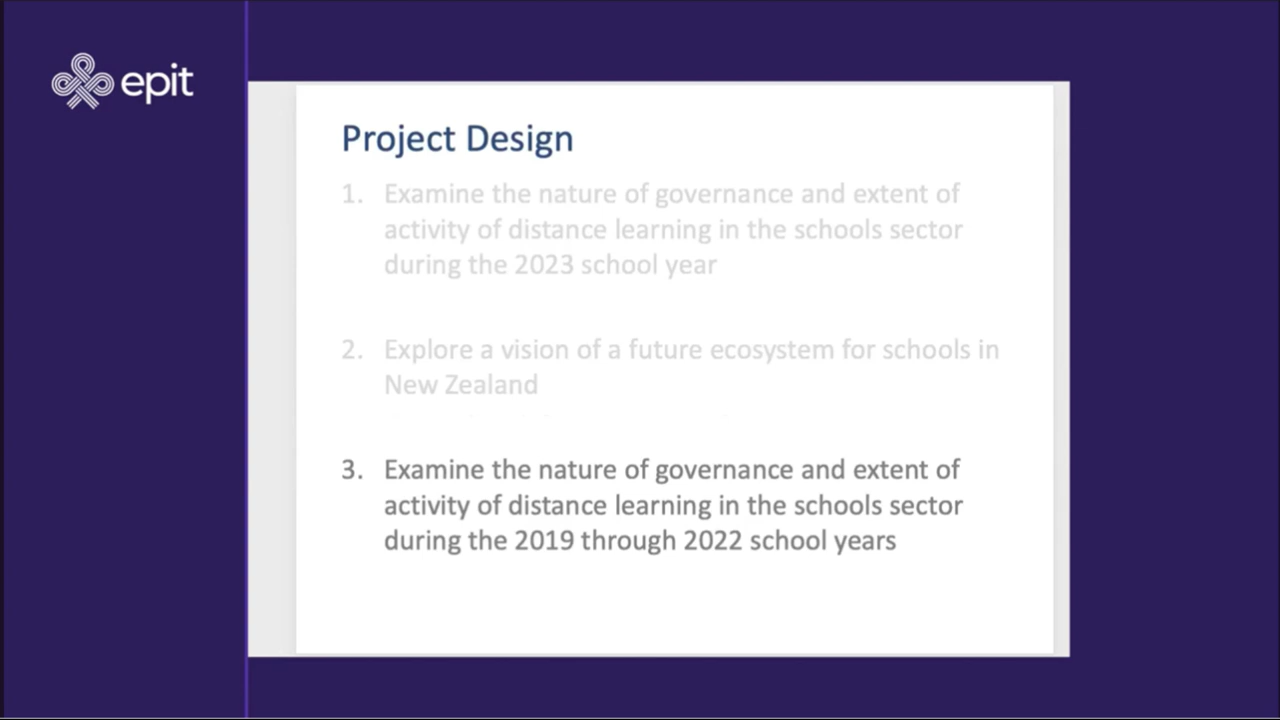 epit
Project Design
1. Examine the nature of governance and extent of
activity of distance learning in the schools sector
during the 2023 school year
2. Explore a vision of a future ecosystem for schools in
New Zealand
3. Examine the nature of governance and extent of
activity of distance learning in the schools sector
during the 2019 through 2022 school years